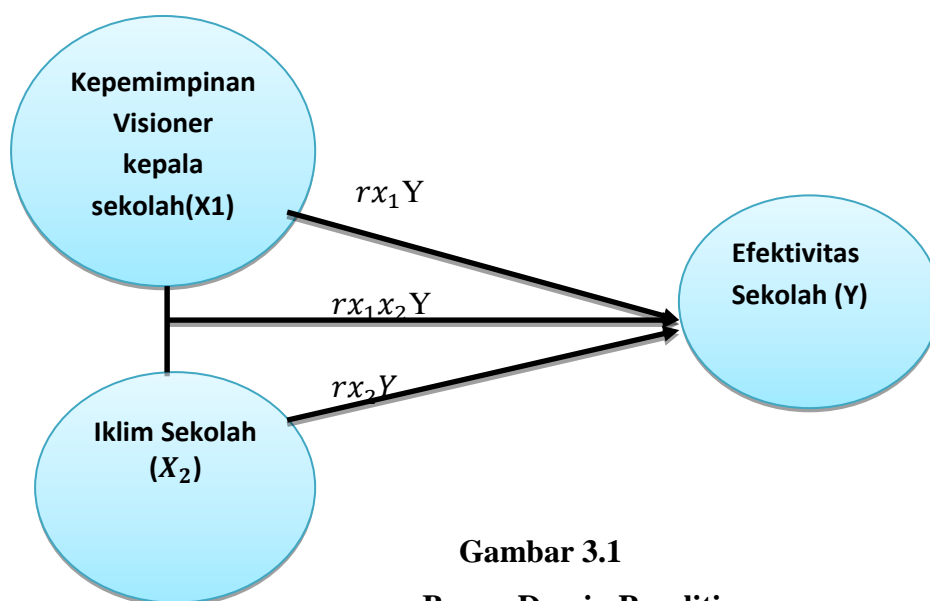 Kepemimpinan
Visioner
kepala
sekolah(X1)
rx₁Y
Efektivitas
Sekolah (Y)
rx₁x₂Y
rx₂Y
Iklim Sekolah
(X₂)
Gambar 3.1